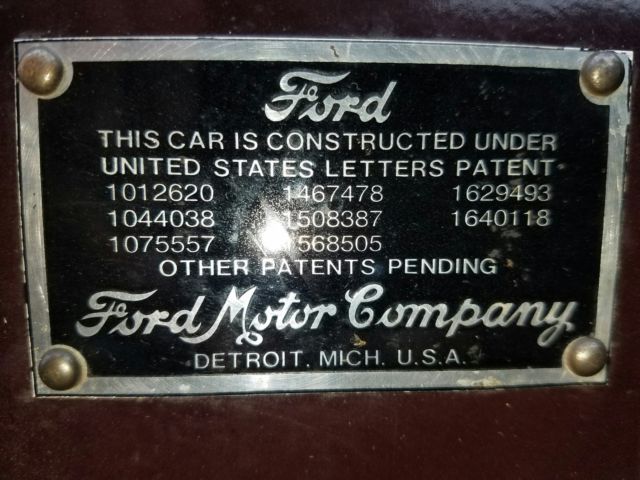 Ford
THIS CAR IS CONSTRUCTED UNDER
UNITED STATES LETTERS PATENT
1012620 1467478 1629493
1044038 1508387 1640118
1075557 1568505
OTHER PATENTS PENDING
Ford Motor Company
DETROIT, MICH. U.S.A.